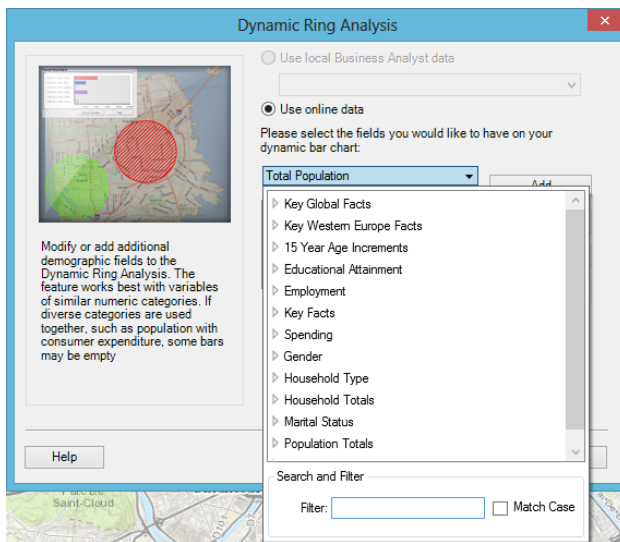 Dynamic Ring Analysis
Use local Business Analyst data
Use online data
Please select the fields you would like to have on your
dynamic bar chart:
Total Population
Add
Key Global Facts
Key Western Europe Facts
15 Year Age Increments
Educational Attainment
Employment
Key Facts
Spending
Gender
Household Type
Household Totals
Marital Status
Population Totals
Search and Filter
Filter:
Match Case
Modify or add additional
demographic fields to the
Dynamic Ring Analysis. The
feature works best with variables
of similar numeric categories. If
diverse categories are used
together, such as population with
consumer expenditure, some bars
may be empty
Help
Parc De
Saint-Cloud
D101